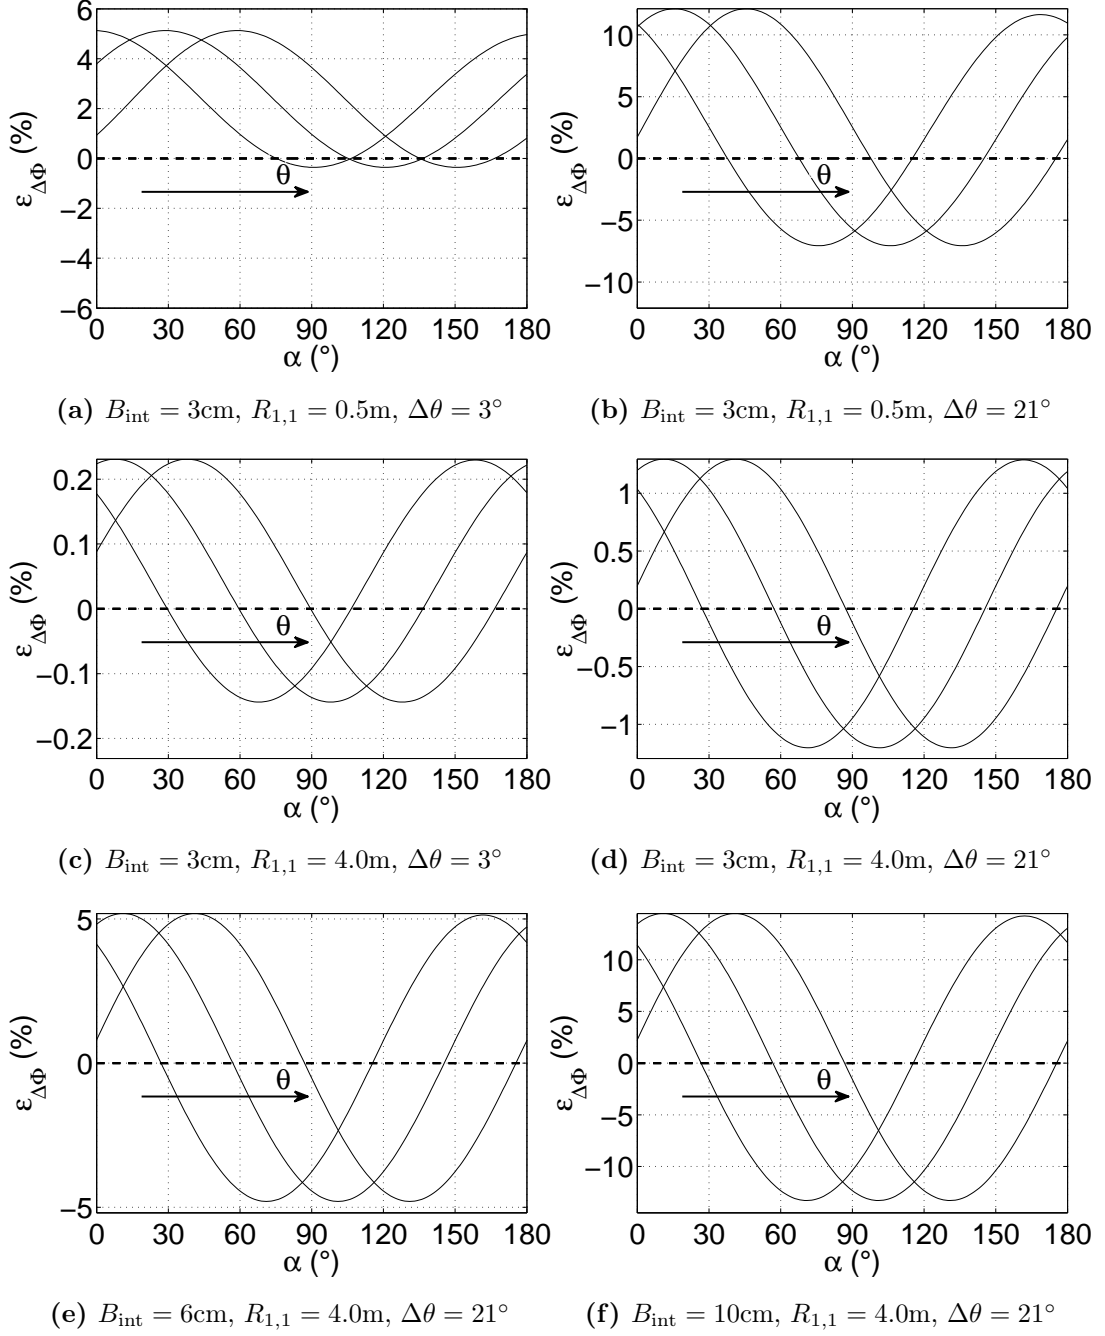 6
4
2
0
−2
−4
−6
ε_ΔΦ (%)
θ
0 30 60 90 120 150 180
α (°)
(a) B_int = 3cm, R_1,1 = 0.5m, Δθ = 3°
10
5
0
−5
−10
ε_ΔΦ (%)
θ
0 30 60 90 120 150 180
α (°)
(b) B_int = 3cm, R_1,1 = 0.5m, Δθ = 21°
0.2
0.1
0
−0.1
−0.2
ε_ΔΦ (%)
θ
0 30 60 90 120 150 180
α (°)
(c) B_int = 3cm, R_1,1 = 4.0m, Δθ = 3°
1
0.5
0
−0.5
−1
ε_ΔΦ (%)
θ
0 30 60 90 120 150 180
α (°)
(d) B_int = 3cm, R_1,1 = 4.0m, Δθ = 21°
5
0
−5
ε_ΔΦ (%)
θ
0 30 60 90 120 150 180
α (°)
(e) B_int = 6cm, R_1,1 = 4.0m, Δθ = 21°
10
5
0
−5
−10
ε_ΔΦ (%)
θ
0 30 60 90 120 150 180
α (°)
(f) B_int = 10cm, R_1,1 = 4.0m, Δθ = 21°